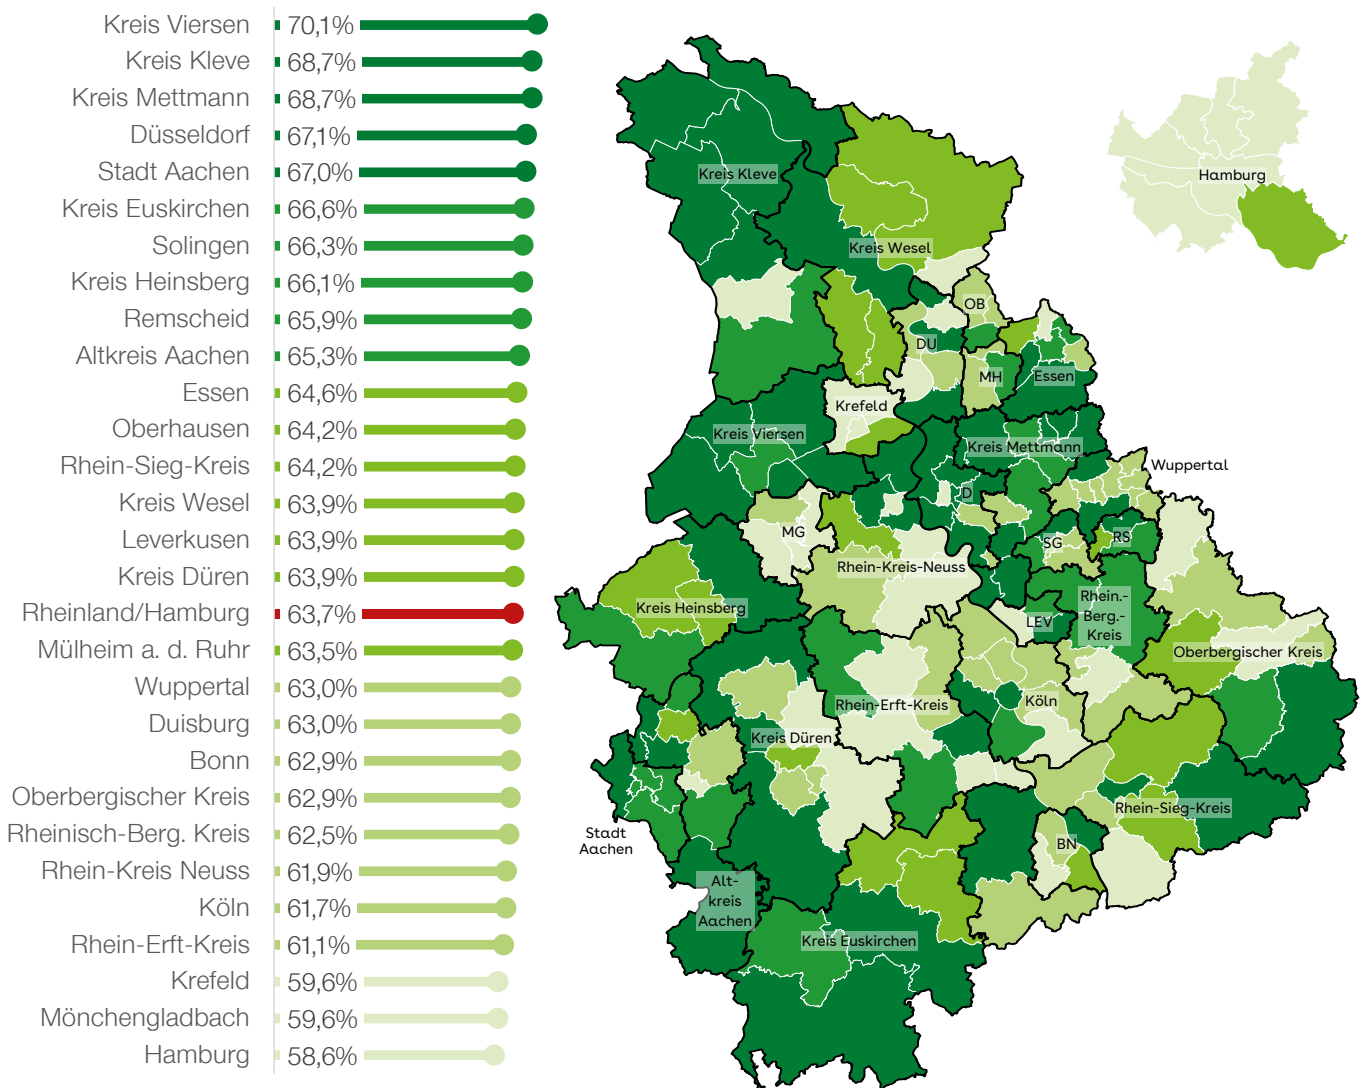 Kreis Viersen 70,1%
Kreis Kleve 68,7%
Kreis Mettmann 68,7%
Düsseldorf 67,1%
Stadt Aachen 67,0%
Kreis Euskirchen 66,6%
Solingen 66,3%
Kreis Heinsberg 66,1%
Remscheid 65,9%
Altkreis Aachen 65,3%
Essen 64,6%
Oberhausen 64,2%
Rhein-Sieg-Kreis 64,2%
Kreis Wesel 63,9%
Leverkusen 63,9%
Kreis Düren 63,9%
Rheinland/Hamburg 63,7%
Mülheim a. d. Ruhr 63,5%
Wuppertal 63,0%
Duisburg 63,0%
Bonn 62,9%
Oberbergischer Kreis 62,9%
Rheinisch-Berg. Kreis 62,5%
Rhein-Kreis Neuss 61,9%
Köln 61,7%
Rhein-Erft-Kreis 61,1%
Krefeld 59,6%
Mönchengladbach 59,6%
Hamburg 58,6%
Kreis Kleve
Hamburg
Kreis Wesel
OB
DU
MH
Essen
Krefeld
Kreis Viersen
Kreis Mettmann
Wuppertal
D
MG
SG
RS
Rhein-Kreis-Neuss
Kreis Heinsberg
Rhein.-
Berg.-
Kreis
LEV
Oberbergischer Kreis
Köln
Rhein-Erft-Kreis
Kreis Düren
Rhein-Sieg-Kreis
Stadt
Aachen
BN
Alt-
kreis
Aachen
Kreis Euskirchen